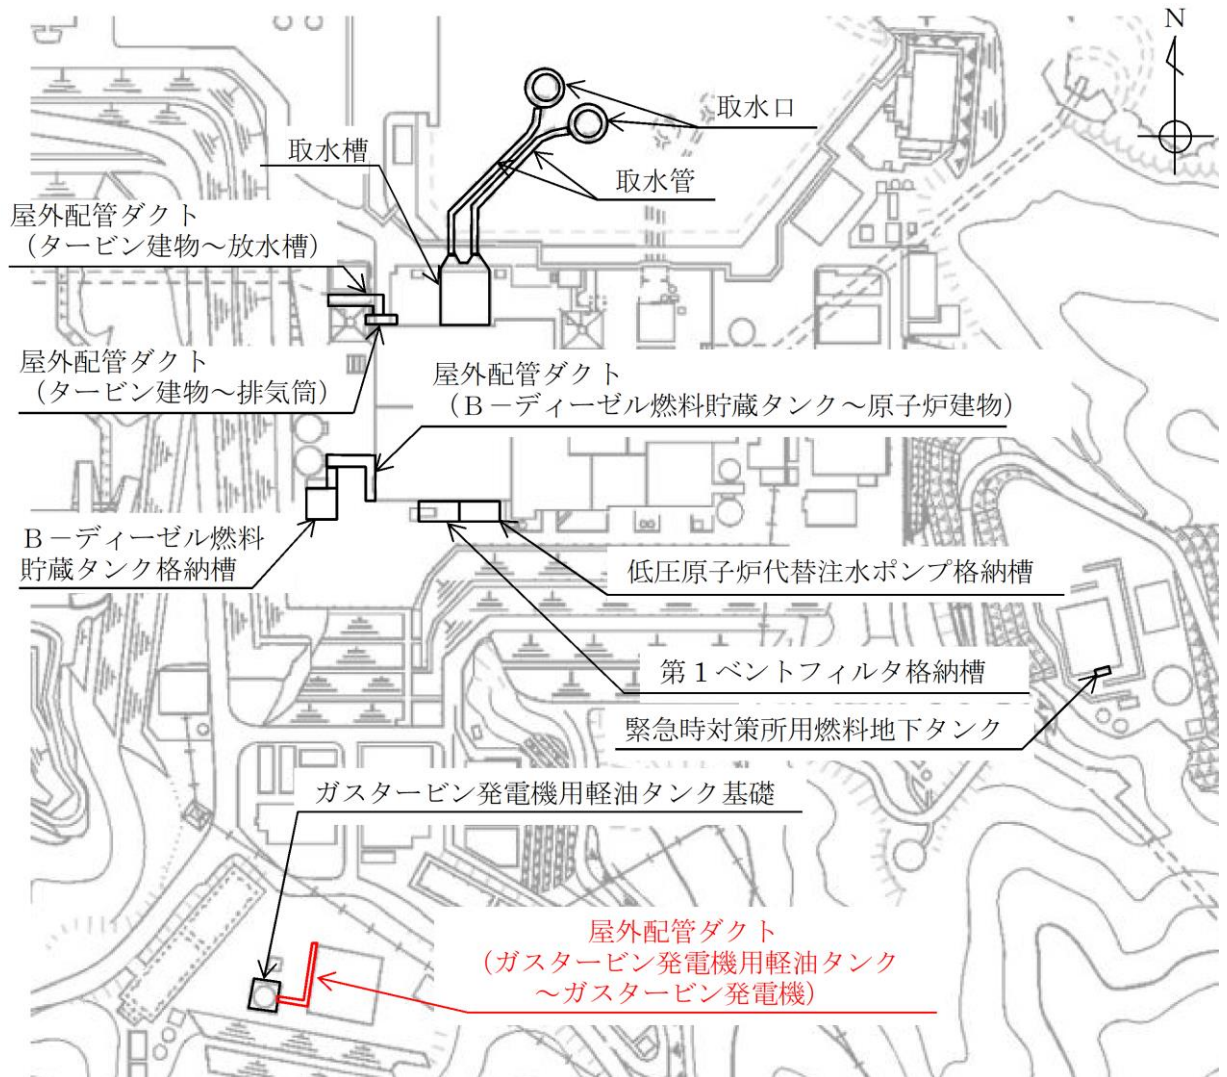 N
取水口
取水槽
取水管
屋外配管ダクト
（タービン建物～放水槽）
屋外配管ダクト
（タービン建物～排気筒）
屋外配管ダクト
（Ｂ－ディーゼル燃料貯蔵タンク～原子炉建物）
Ｂ－ディーゼル燃料
貯蔵タンク格納槽
低圧原子炉代替注水ポンプ格納槽
第１ベントフィルタ格納槽
緊急時対策所用燃料地下タンク
ガスタービン発電機用軽油タンク基礎
屋外配管ダクト
（ガスタービン発電機用軽油タンク
～ガスタービン発電機）